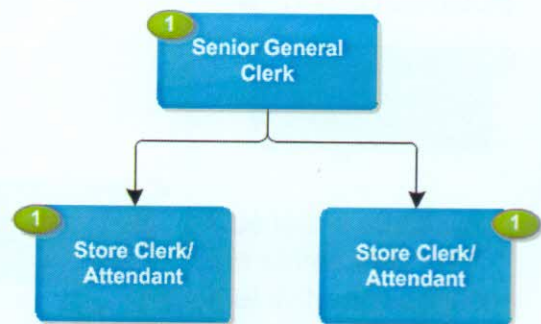 1
Senior General
Clerk
1
Store Clerk/
Attendant
1
Store Clerk/
Attendant